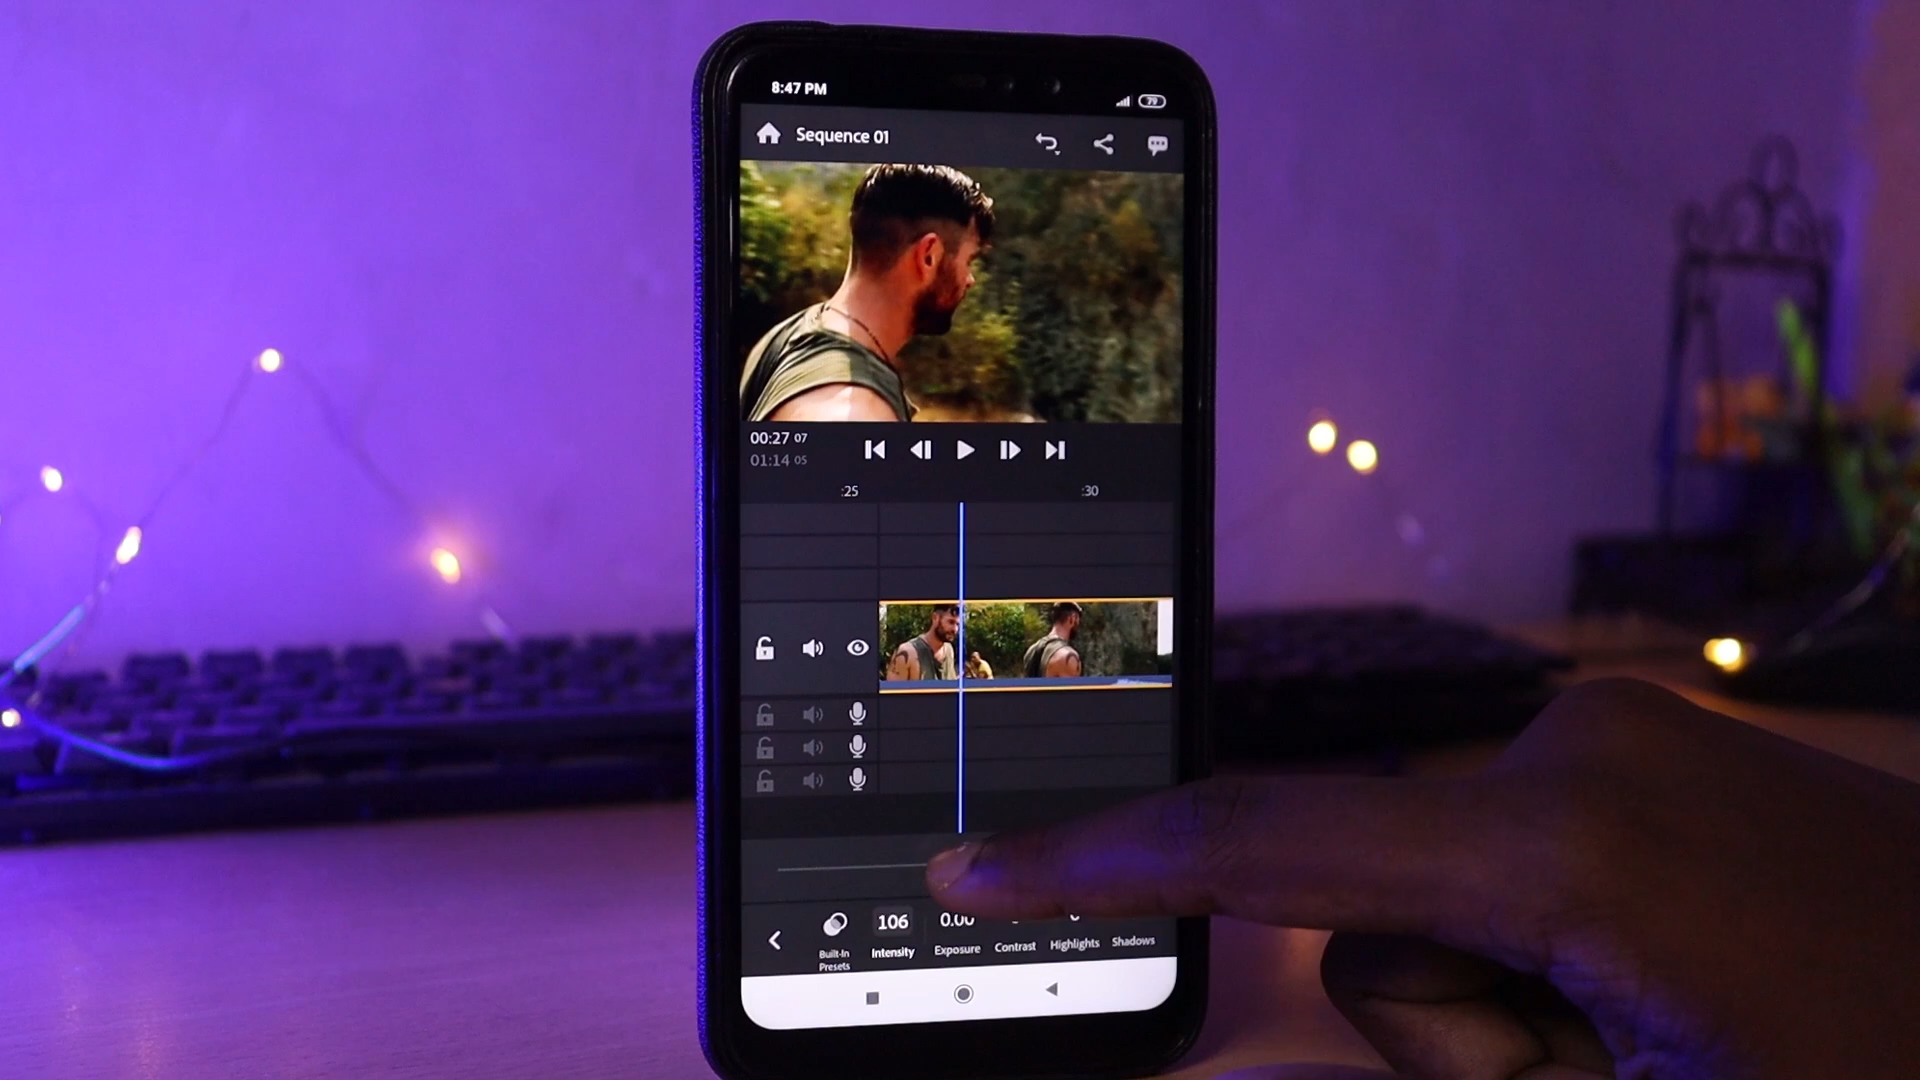 8:47 PM
79
Sequence 01
00:27 07
01:14 05
:25
:30
106
0.00
Built-In
Presets
Intensity
Exposure
Contrast
Highlights
Shadows